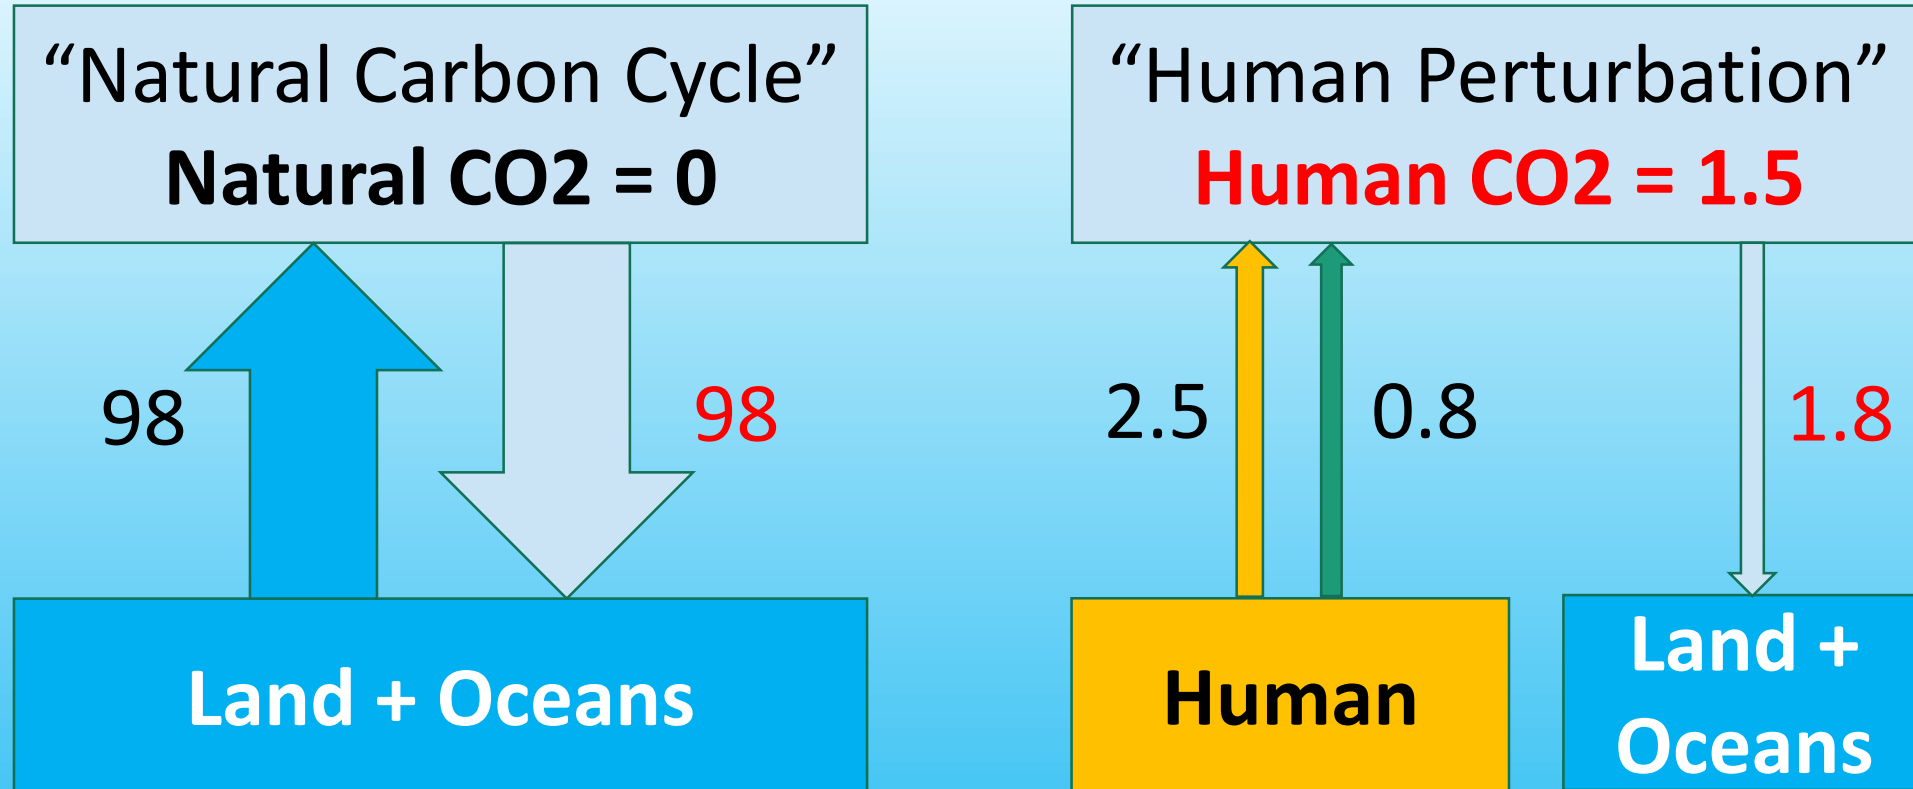 “Natural Carbon Cycle”
Natural CO2 = 0
98
98
Land + Oceans
“Human Perturbation”
Human CO2 = 1.5
2.5
0.8
1.8
Human
Land +
Oceans